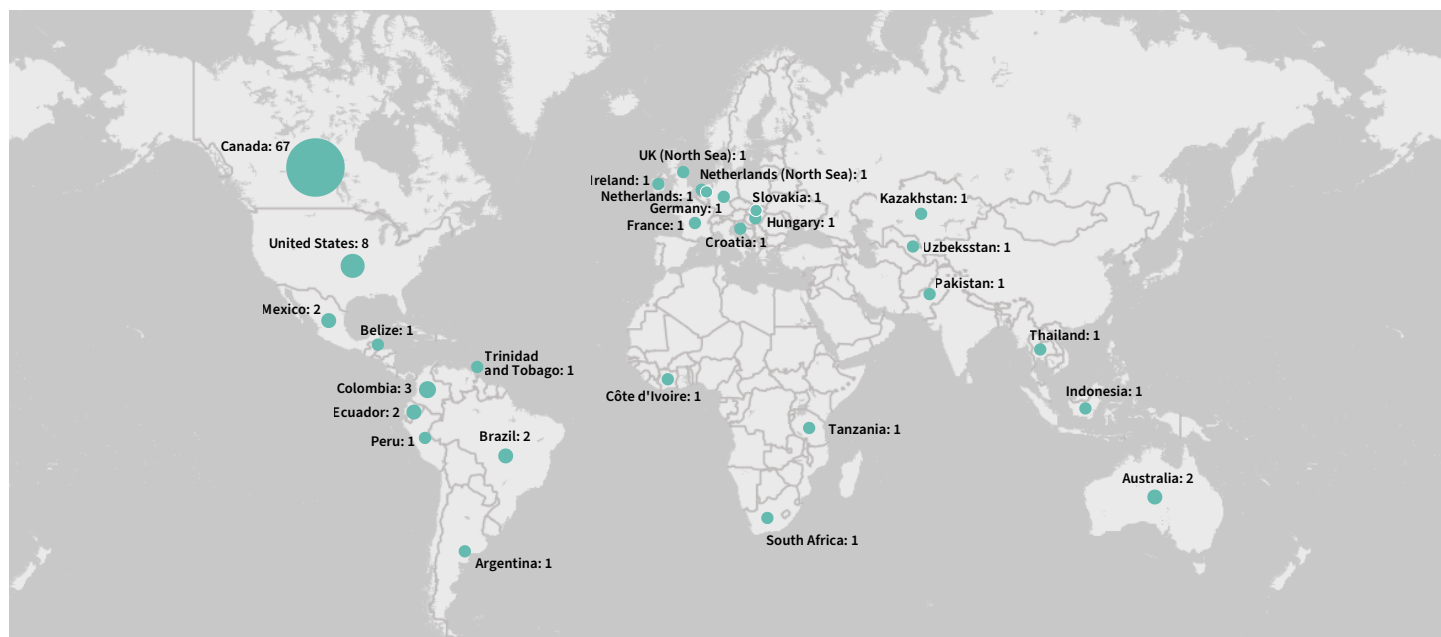 Canada: 67
UK (North Sea): 1
Netherlands (North Sea): 1
Ireland: 1
Netherlands: 1
Slovakia: 1
Kazakhstan: 1
Germany: 1
France: 1
Hungary: 1
Croatia: 1
United States: 8
Uzbeksstan: 1
Pakistan: 1
Mexico: 2
Belize: 1
Thailand: 1
Trinidad
and Tobago: 1
Colombia: 3
Côte d'Ivoire: 1
Indonesia: 1
Ecuador: 2
Peru: 1
Brazil: 2
Tanzania: 1
Australia: 2
South Africa: 1
Argentina: 1